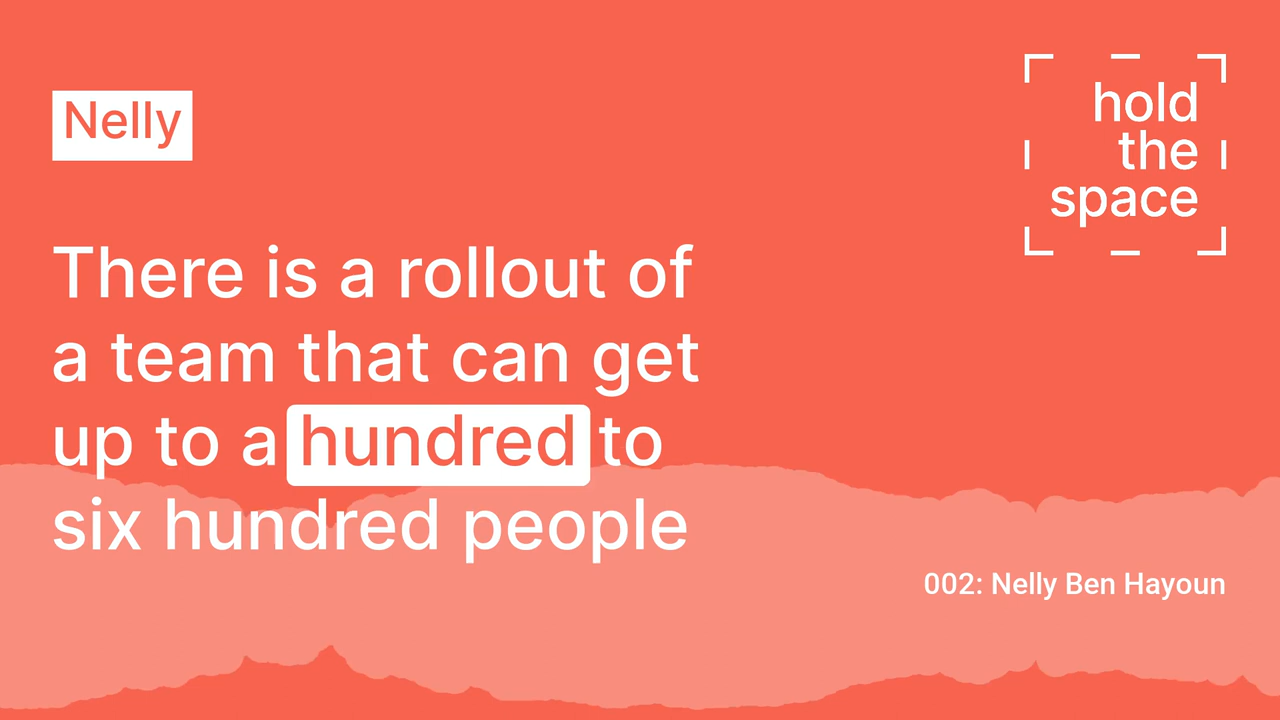 Nelly
hold
the
space
There is a rollout of
a team that can get
up to a hundred to
six hundred people
002: Nelly Ben Hayoun